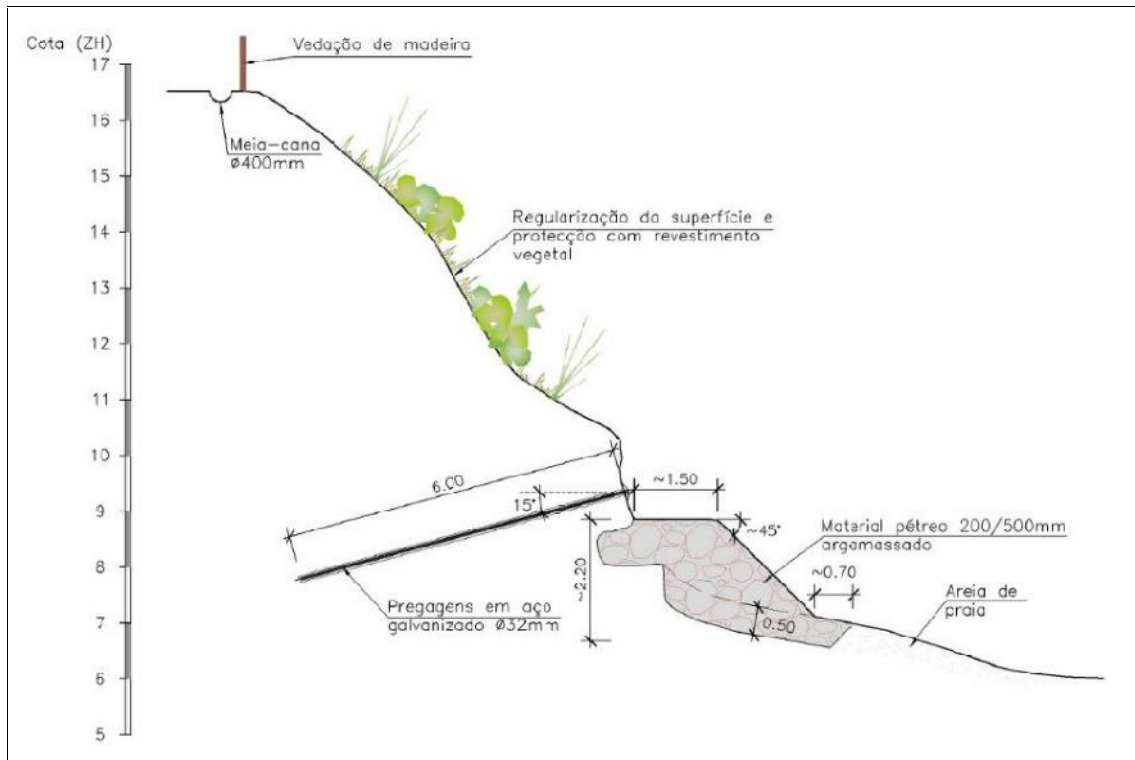 Cota (ZH)
Vedação de madeira
17
16
Meia-cana
Ø400mm
15
Regularização da superfície e
protecção com revestimento
vegetal
14
13
12
11
10
6.00
15°
~1.50
9
~45°
Material pétreo 200/500mm
argamassado
8
~2.20
~0.70
Areia de
praia
Pregagens em aço
galvanizado Ø32mm
7
0.50
6
5